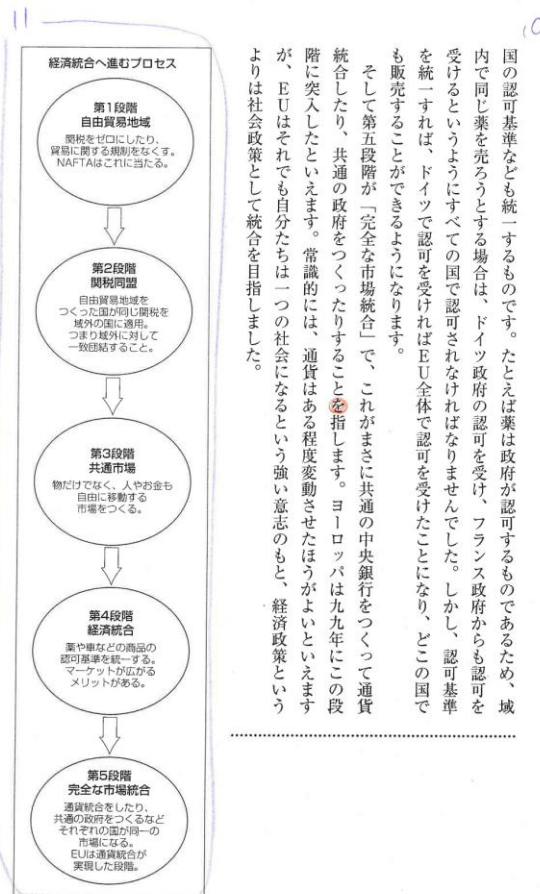 国の認可基準なども統一するものです。たとえば薬は政府が認可するものであるため、域
内で同じ薬を売ろうとする場合は、ドイツ政府の認可を受け、フランス政府からも認可を
受けるというようにすべての国で認可されなければなりませんでした。しかし、認可基準
を統一すれば、ドイツで認可を受ければEU全体で認可を受けたことになり、どこの国で
も販売することができるようになります。
そして第五段階が「完全な市場統合」で、これがまさに共通の中央銀行をつくって通貨
統合したり、共通の政府をつくったりすることを指します。ヨーロッパは九九年にこの段
階に突入したといえます。常識的には、通貨はある程度変動させたほうがよいといえます
が、EUはそれでも自分たちは一つの社会になるという強い意志のもと、経済政策という
よりは社会政策として統合を目指しました。
11
経済統合へ進むプロセス
第1段階
自由貿易地域
関税をゼロにしたり、
貿易に関する規制をなくす。
NAFTAはこれに当たる。
第2段階
関税同盟
自由貿易地域を
つくった国が同じ関税を
域外の国に適用。
つまり域外に対して
一致団結すること。
第3段階
共通市場
物だけでなく、人やお金も
自由に移動する
市場をつくる。
第4段階
経済統合
薬や車などの商品の
認可基準を統一する。
マーケットが広がる
メリットがある。
第5段階
完全な市場統合
通貨統合をしたり、
共通の政府をつくるなど
それぞれの国が同一の
市場になる。
EUは通貨統合が
実現した段階。